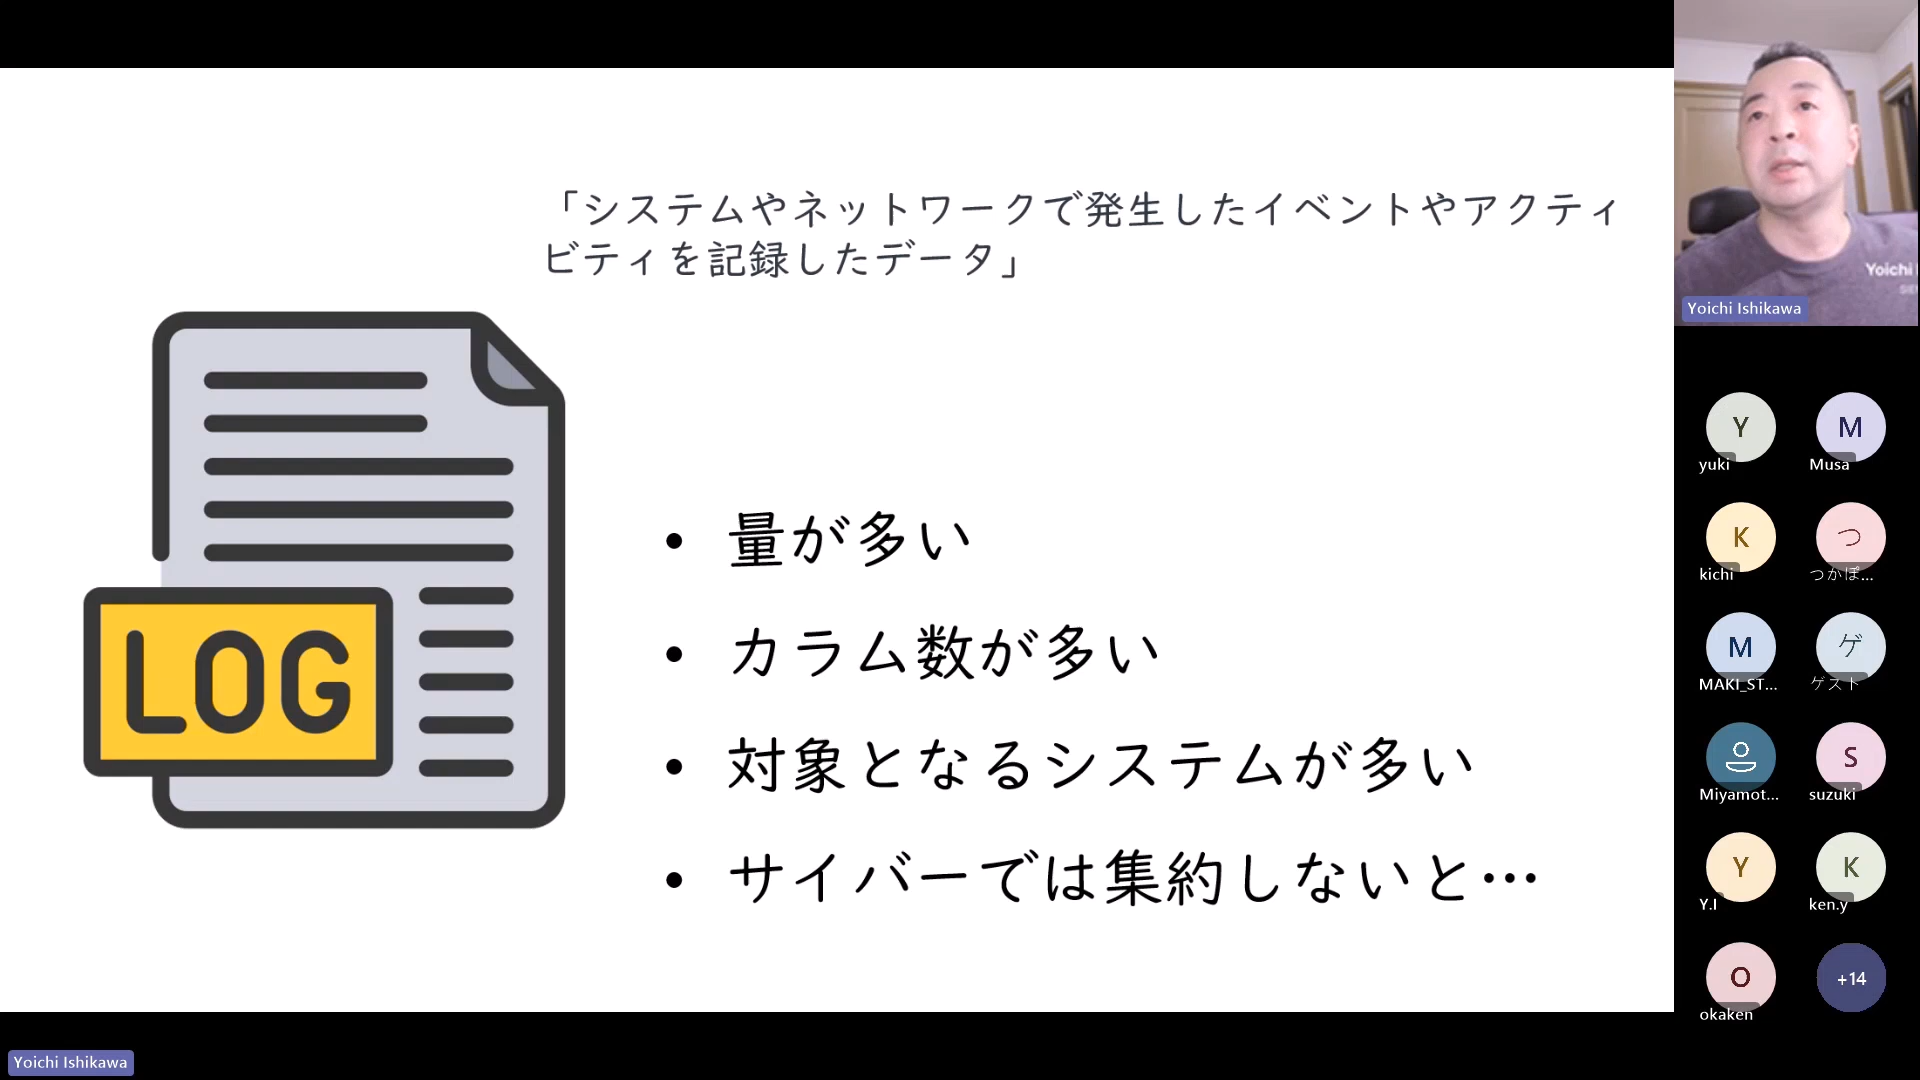 「システムやネットワークで発生したイベントやアクティ
ビティを記録したデータ」
LOG
• 量が多い
• カラム数が多い
• 対象となるシステムが多い
• サイバーでは集約しないと…
Yoichi
Yoichi Ishikawa
Y
yuki
M
Musa
K
kichi
つ
つかぽ...
M
MAKI_ST...
ゲ
ゲスト
Miyamot...
S
suzuki
Y
Y.I
K
ken.y
O
okaken
+14
Yoichi Ishikawa